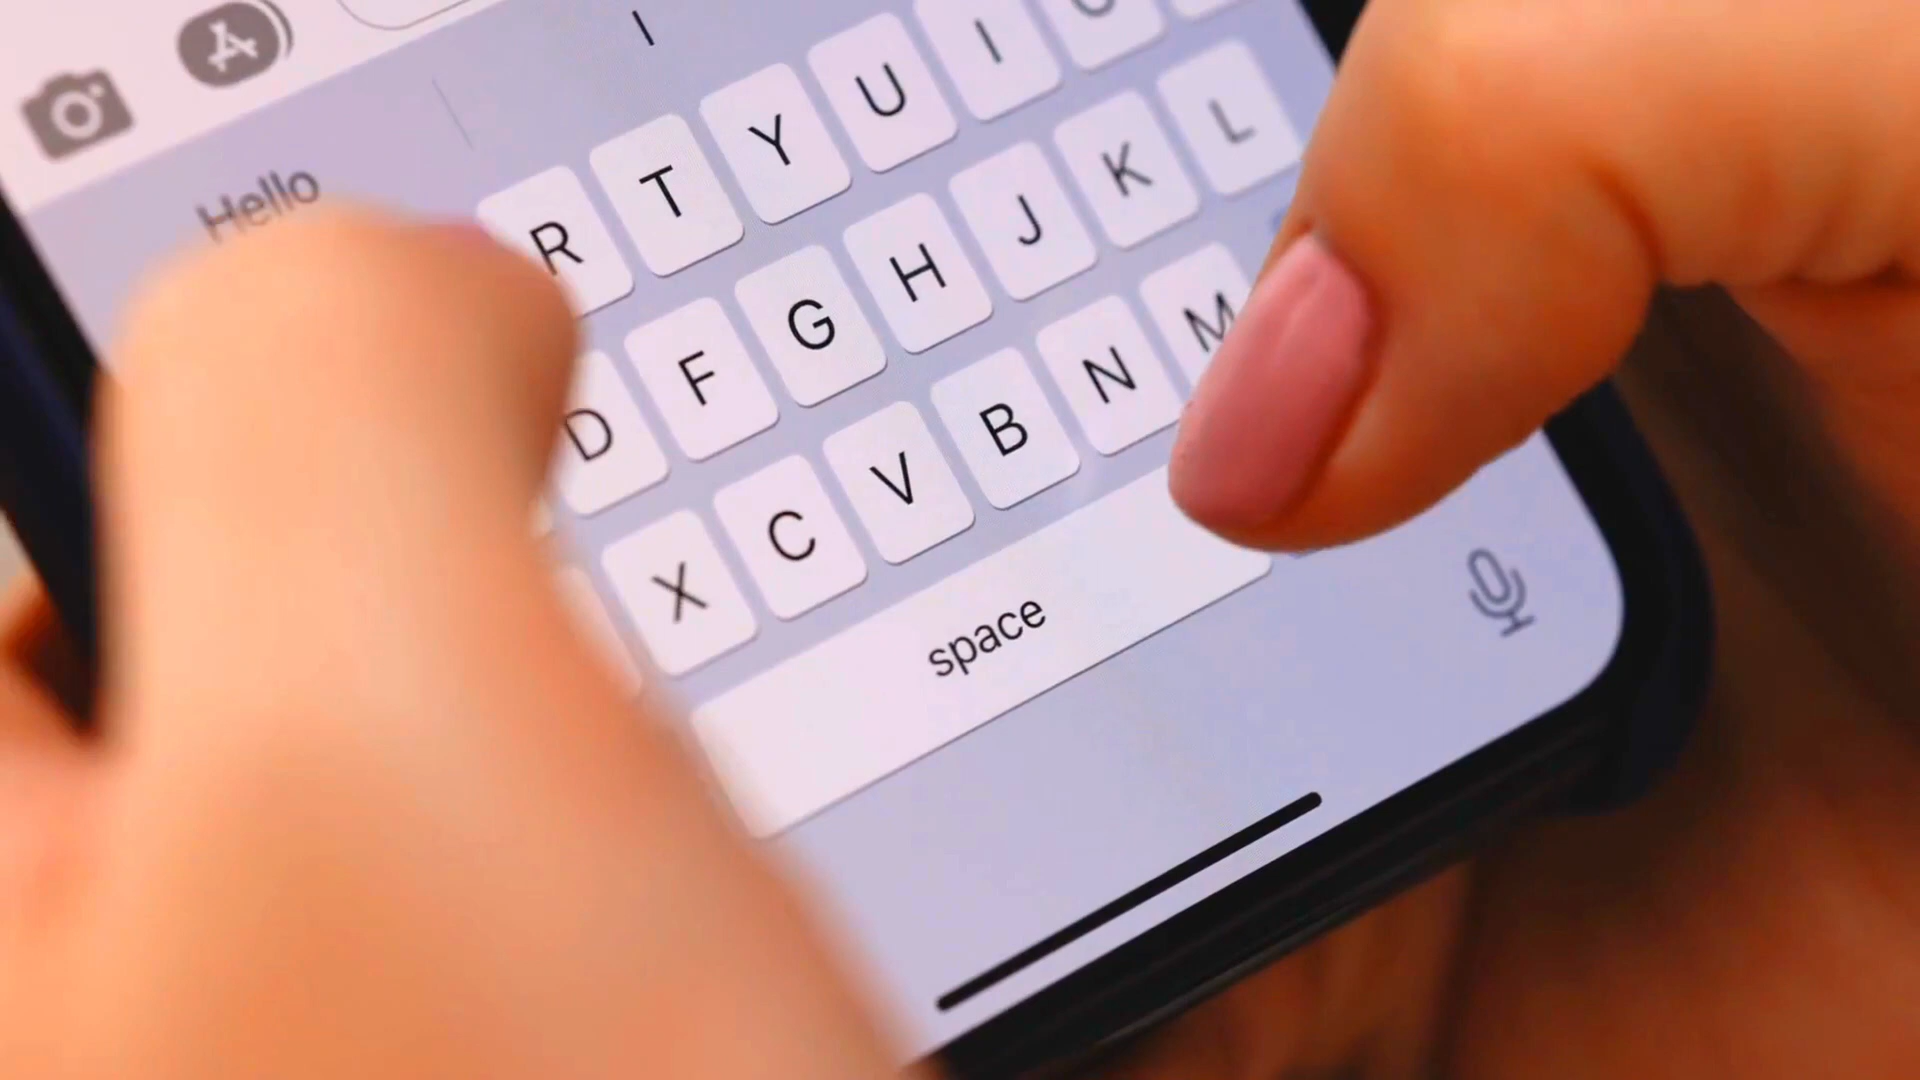 Hello I
R T Y U I O
D F G H J K L
X C V B N M
space